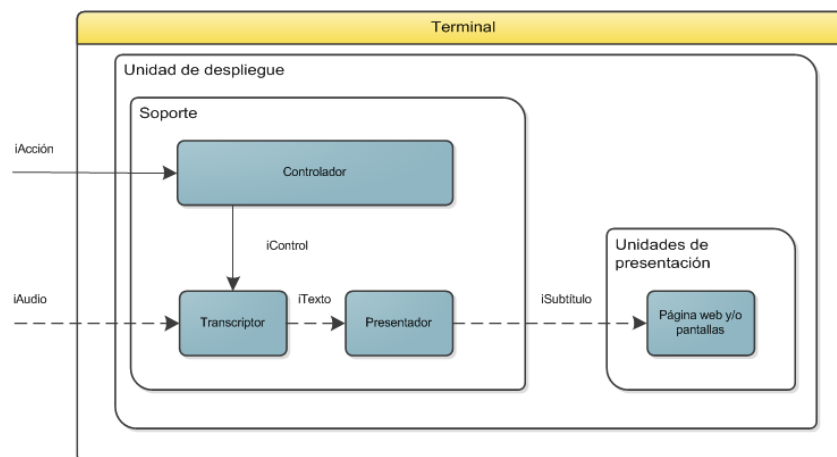 Terminal
Unidad de despliegue
Soporte
iAcción
Controlador
iControl
Unidades de
presentación
iAudio
iTexto
iSubtítulo
Transcriptor
Presentador
Página web y/o
pantallas